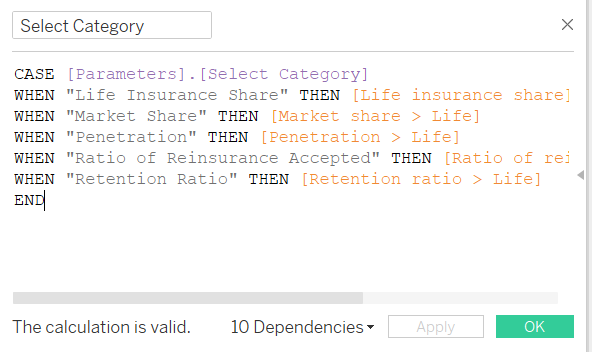 Select Category
CASE [Parameters].[Select Category]
WHEN "Life Insurance Share" THEN [Life insurance share]
WHEN "Market Share" THEN [Market share > Life]
WHEN "Penetration" THEN [Penetration > Life]
WHEN "Ratio of Reinsurance Accepted" THEN [Ratio of rei
WHEN "Retention Ratio" THEN [Retention ratio > Life]
END
The calculation is valid. 10 Dependencies Apply OK